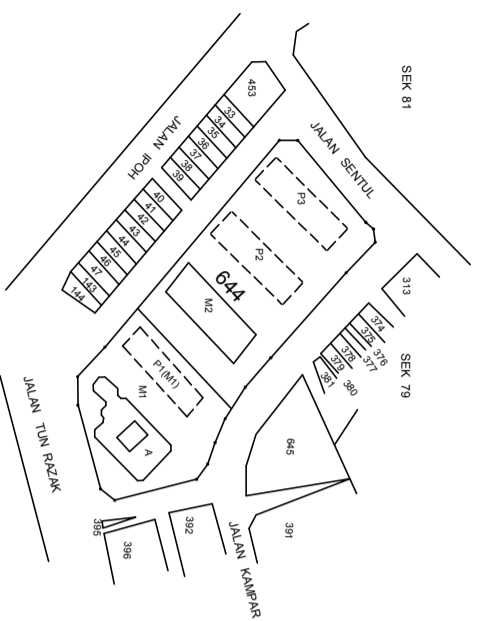 SEK 81
453
JALAN SENTUL
33
34
35
36
37
38
39
JALAN IPOH
P3
40
41
42
43
44
45
46
47
143
144
P2
644
M2
313
374
375
376
377
378
379
380
381
SEK 79
P1(M1)
M1
A
645
JALAN TUN RAZAK
395
396
392
JALAN KAMPAR
391